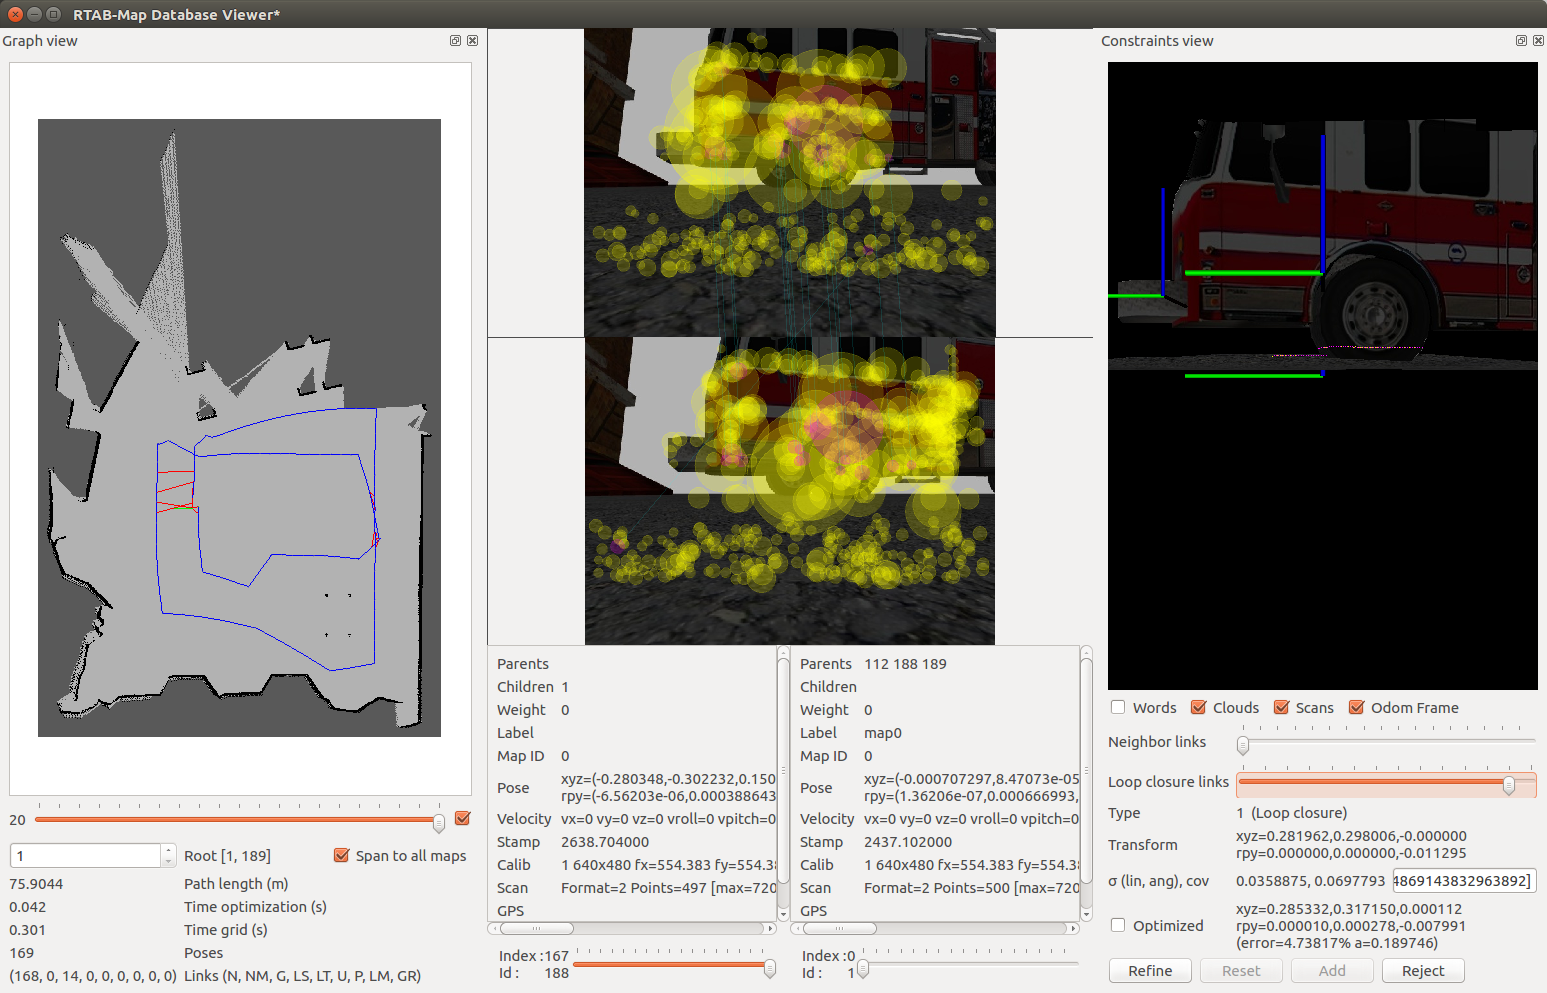 RTAB-Map Database Viewer*
Graph view
20
1
Root [1, 189]
Span to all maps
75.9044 Path length (m)
0.042 Time optimization (s)
0.301 Time grid (s)
169 Poses
(168, 0, 14, 0, 0, 0, 0, 0, 0) Links (N, NM, G, LS, LT, U, P, LM, GR)
Parents
Children 1
Weight 0
Label
Map ID 0
Pose xyz=(-0.280348,-0.302232,0.150
rpy=(-6.56203e-06,0.000388643
Velocity vx=0 vy=0 vz=0 vroll=0 vpitch=0
Stamp 2638.704000
Calib 1 640x480 fx=554.383 fy=554.38
Scan Format=2 Points=497 [max=720
GPS
Index :167
Id : 188
Parents 112 188 189
Children
Weight 0
Label map0
Map ID 0
Pose xyz=(-0.000707297,8.47073e-05
rpy=(1.36206e-07,0.000666993,
Velocity vx=0 vy=0 vz=0 vroll=0 vpitch=0
Stamp 2437.102000
Calib 1 640x480 fx=554.383 fy=554.38
Scan Format=2 Points=500 [max=720
GPS
Index :0
Id : 1
Constraints view
Words Clouds Scans Odom Frame
Neighbor links
Loop closure links
Type 1 (Loop closure)
Transform xyz=0.281962,0.298006,-0.000000
rpy=0.000000,0.000000,-0.011295
σ (lin, ang), cov 0.0358875, 0.0697793 4869143832963892]
Optimized xyz=0.285332,0.317150,0.000112
rpy=0.000010,0.000278,-0.007991
(error=4.73817% a=0.189746)
Refine Reset Add Reject